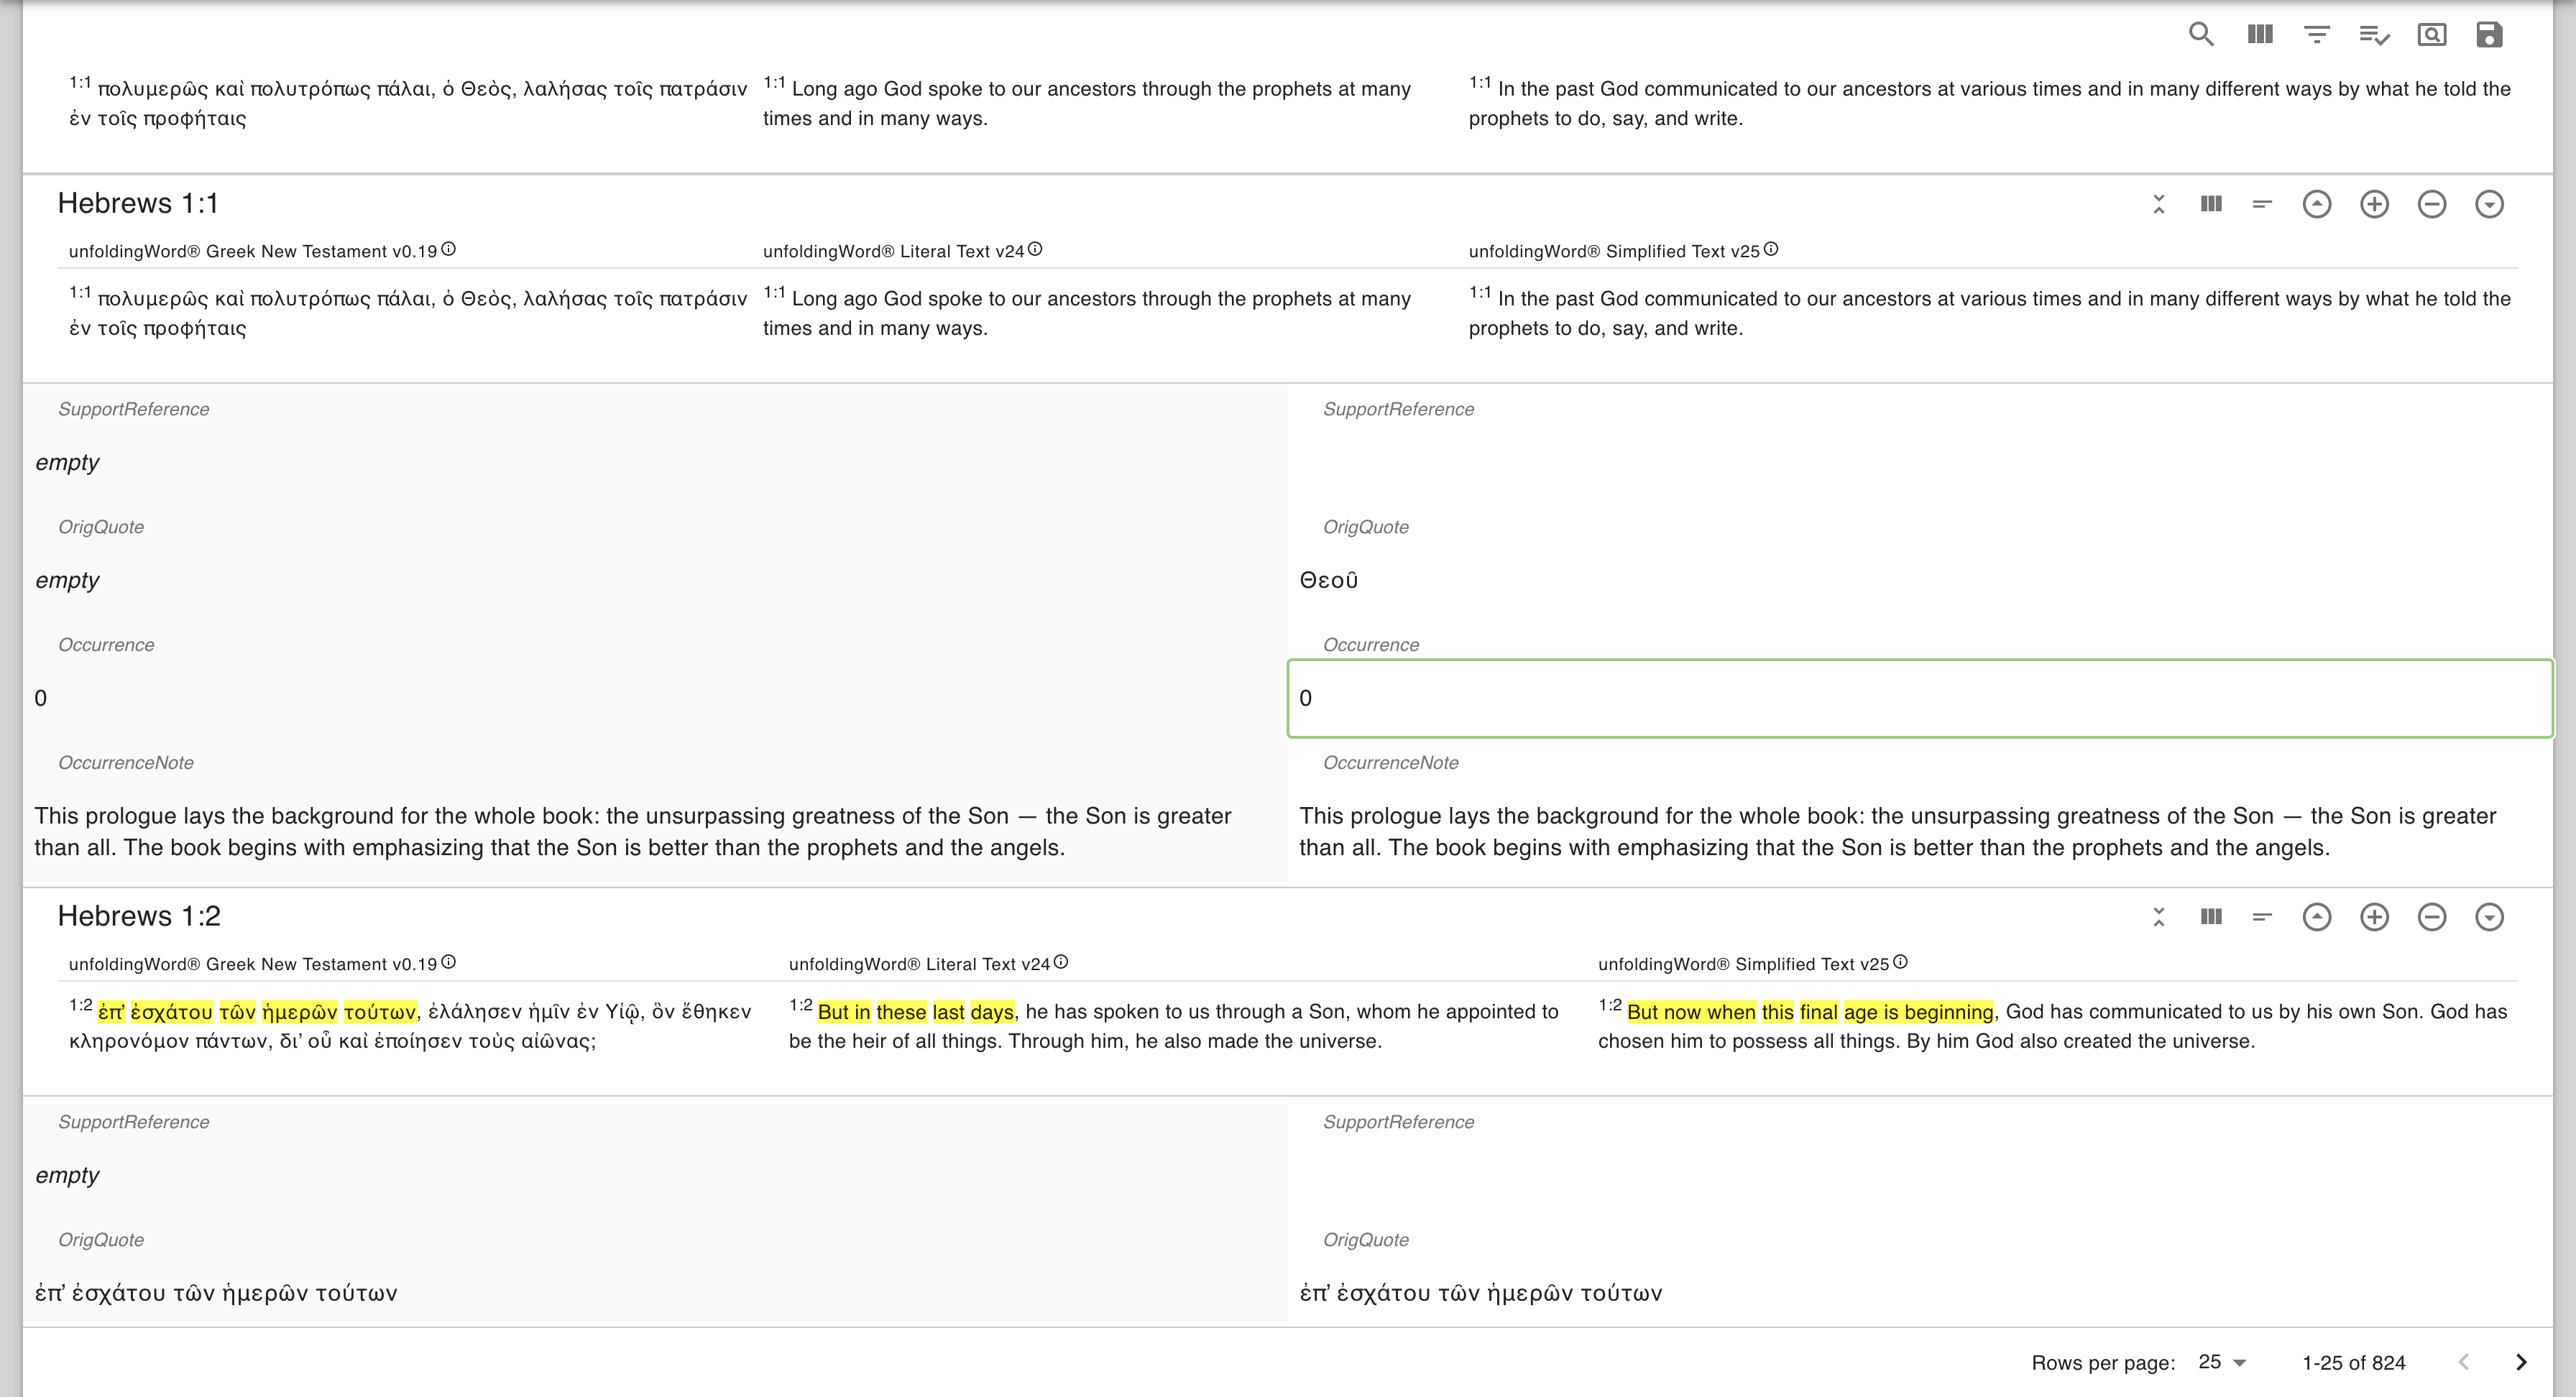 1:1 πολυμερῶς καὶ πολυτρόπως πάλαι, ὁ Θεὸς, λαλήσας τοῖς πατράσιν
ἐν τοῖς προφήταις
1:1 Long ago God spoke to our ancestors through the prophets at many
times and in many ways.
1:1 In the past God communicated to our ancestors at various times and in many different ways by what he told the
prophets to do, say, and write.
Hebrews 1:1
unfoldingWord® Greek New Testament v0.19
unfoldingWord® Literal Text v24
unfoldingWord® Simplified Text v25
1:1 πολυμερῶς καὶ πολυτρόπως πάλαι, ὁ Θεὸς, λαλήσας τοῖς πατράσιν
ἐν τοῖς προφήταις
1:1 Long ago God spoke to our ancestors through the prophets at many
times and in many ways.
1:1 In the past God communicated to our ancestors at various times and in many different ways by what he told the
prophets to do, say, and write.
SupportReference
SupportReference
empty
OrigQuote
OrigQuote
empty
Θεοῦ
Occurrence
Occurrence
0
0
OccurrenceNote
OccurrenceNote
This prologue lays the background for the whole book: the unsurpassing greatness of the Son — the Son is greater
than all. The book begins with emphasizing that the Son is better than the prophets and the angels.
This prologue lays the background for the whole book: the unsurpassing greatness of the Son — the Son is greater
than all. The book begins with emphasizing that the Son is better than the prophets and the angels.
Hebrews 1:2
unfoldingWord® Greek New Testament v0.19
unfoldingWord® Literal Text v24
unfoldingWord® Simplified Text v25
1:2 ἐπ’ ἐσχάτου τῶν ἡμερῶν τούτων, ἐλάλησεν ἡμῖν ἐν Υἱῷ, ὃν ἔθηκεν
κληρονόμον πάντων, δι’ οὗ καὶ ἐποίησεν τοὺς αἰῶνας;
1:2 But in these last days, he has spoken to us through a Son, whom he appointed to
be the heir of all things. Through him, he also made the universe.
1:2 But now when this final age is beginning, God has communicated to us by his own Son. God has
chosen him to possess all things. By him God also created the universe.
SupportReference
SupportReference
empty
OrigQuote
OrigQuote
ἐπ’ ἐσχάτου τῶν ἡμερῶν τούτων
ἐπ’ ἐσχάτου τῶν ἡμερῶν τούτων
Rows per page: 25 1-25 of 824